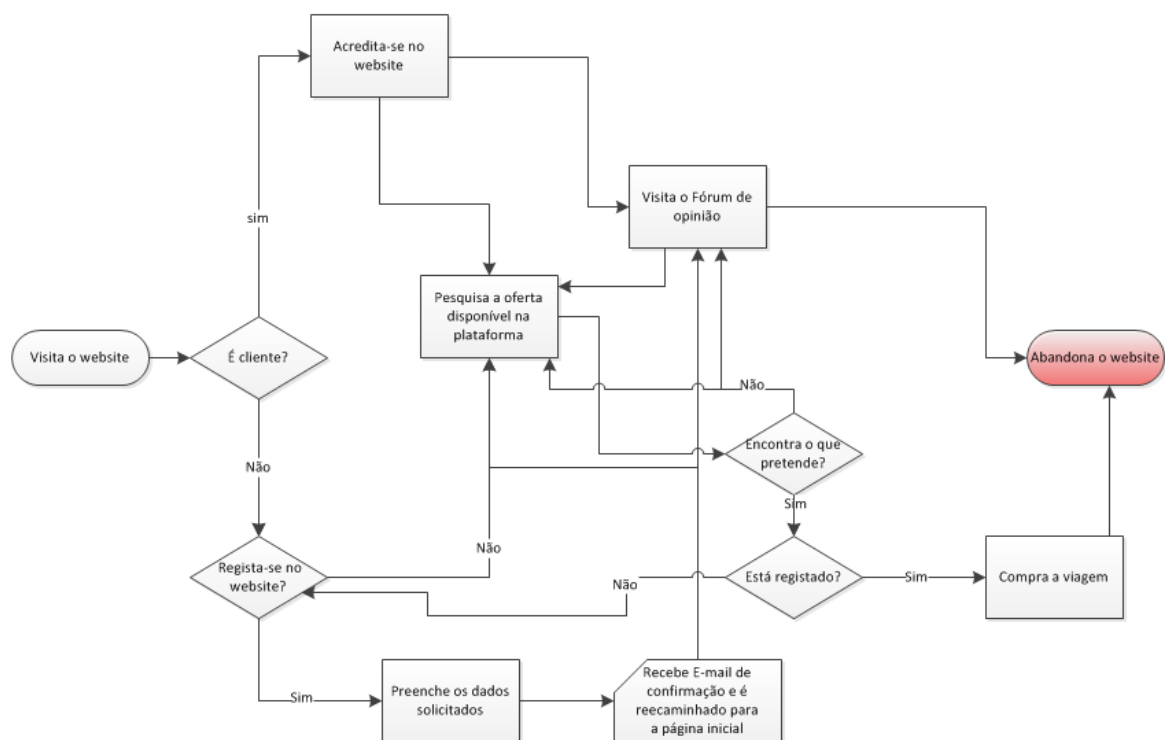 Acredita-se no
website
Visita o Fórum de
opinião
sim
Pesquisa a oferta
disponível na
plataforma
Visita o website
É cliente?
Abandona o website
Não
Encontra o que
pretende?
Não
Sim
Não
Regista-se no
website?
Está registado?
Não
Sim
Compra a viagem
Sim
Preenche os dados
solicitados
Recebe E-mail de
confirmação e é
reecaminhado para
a página inicial